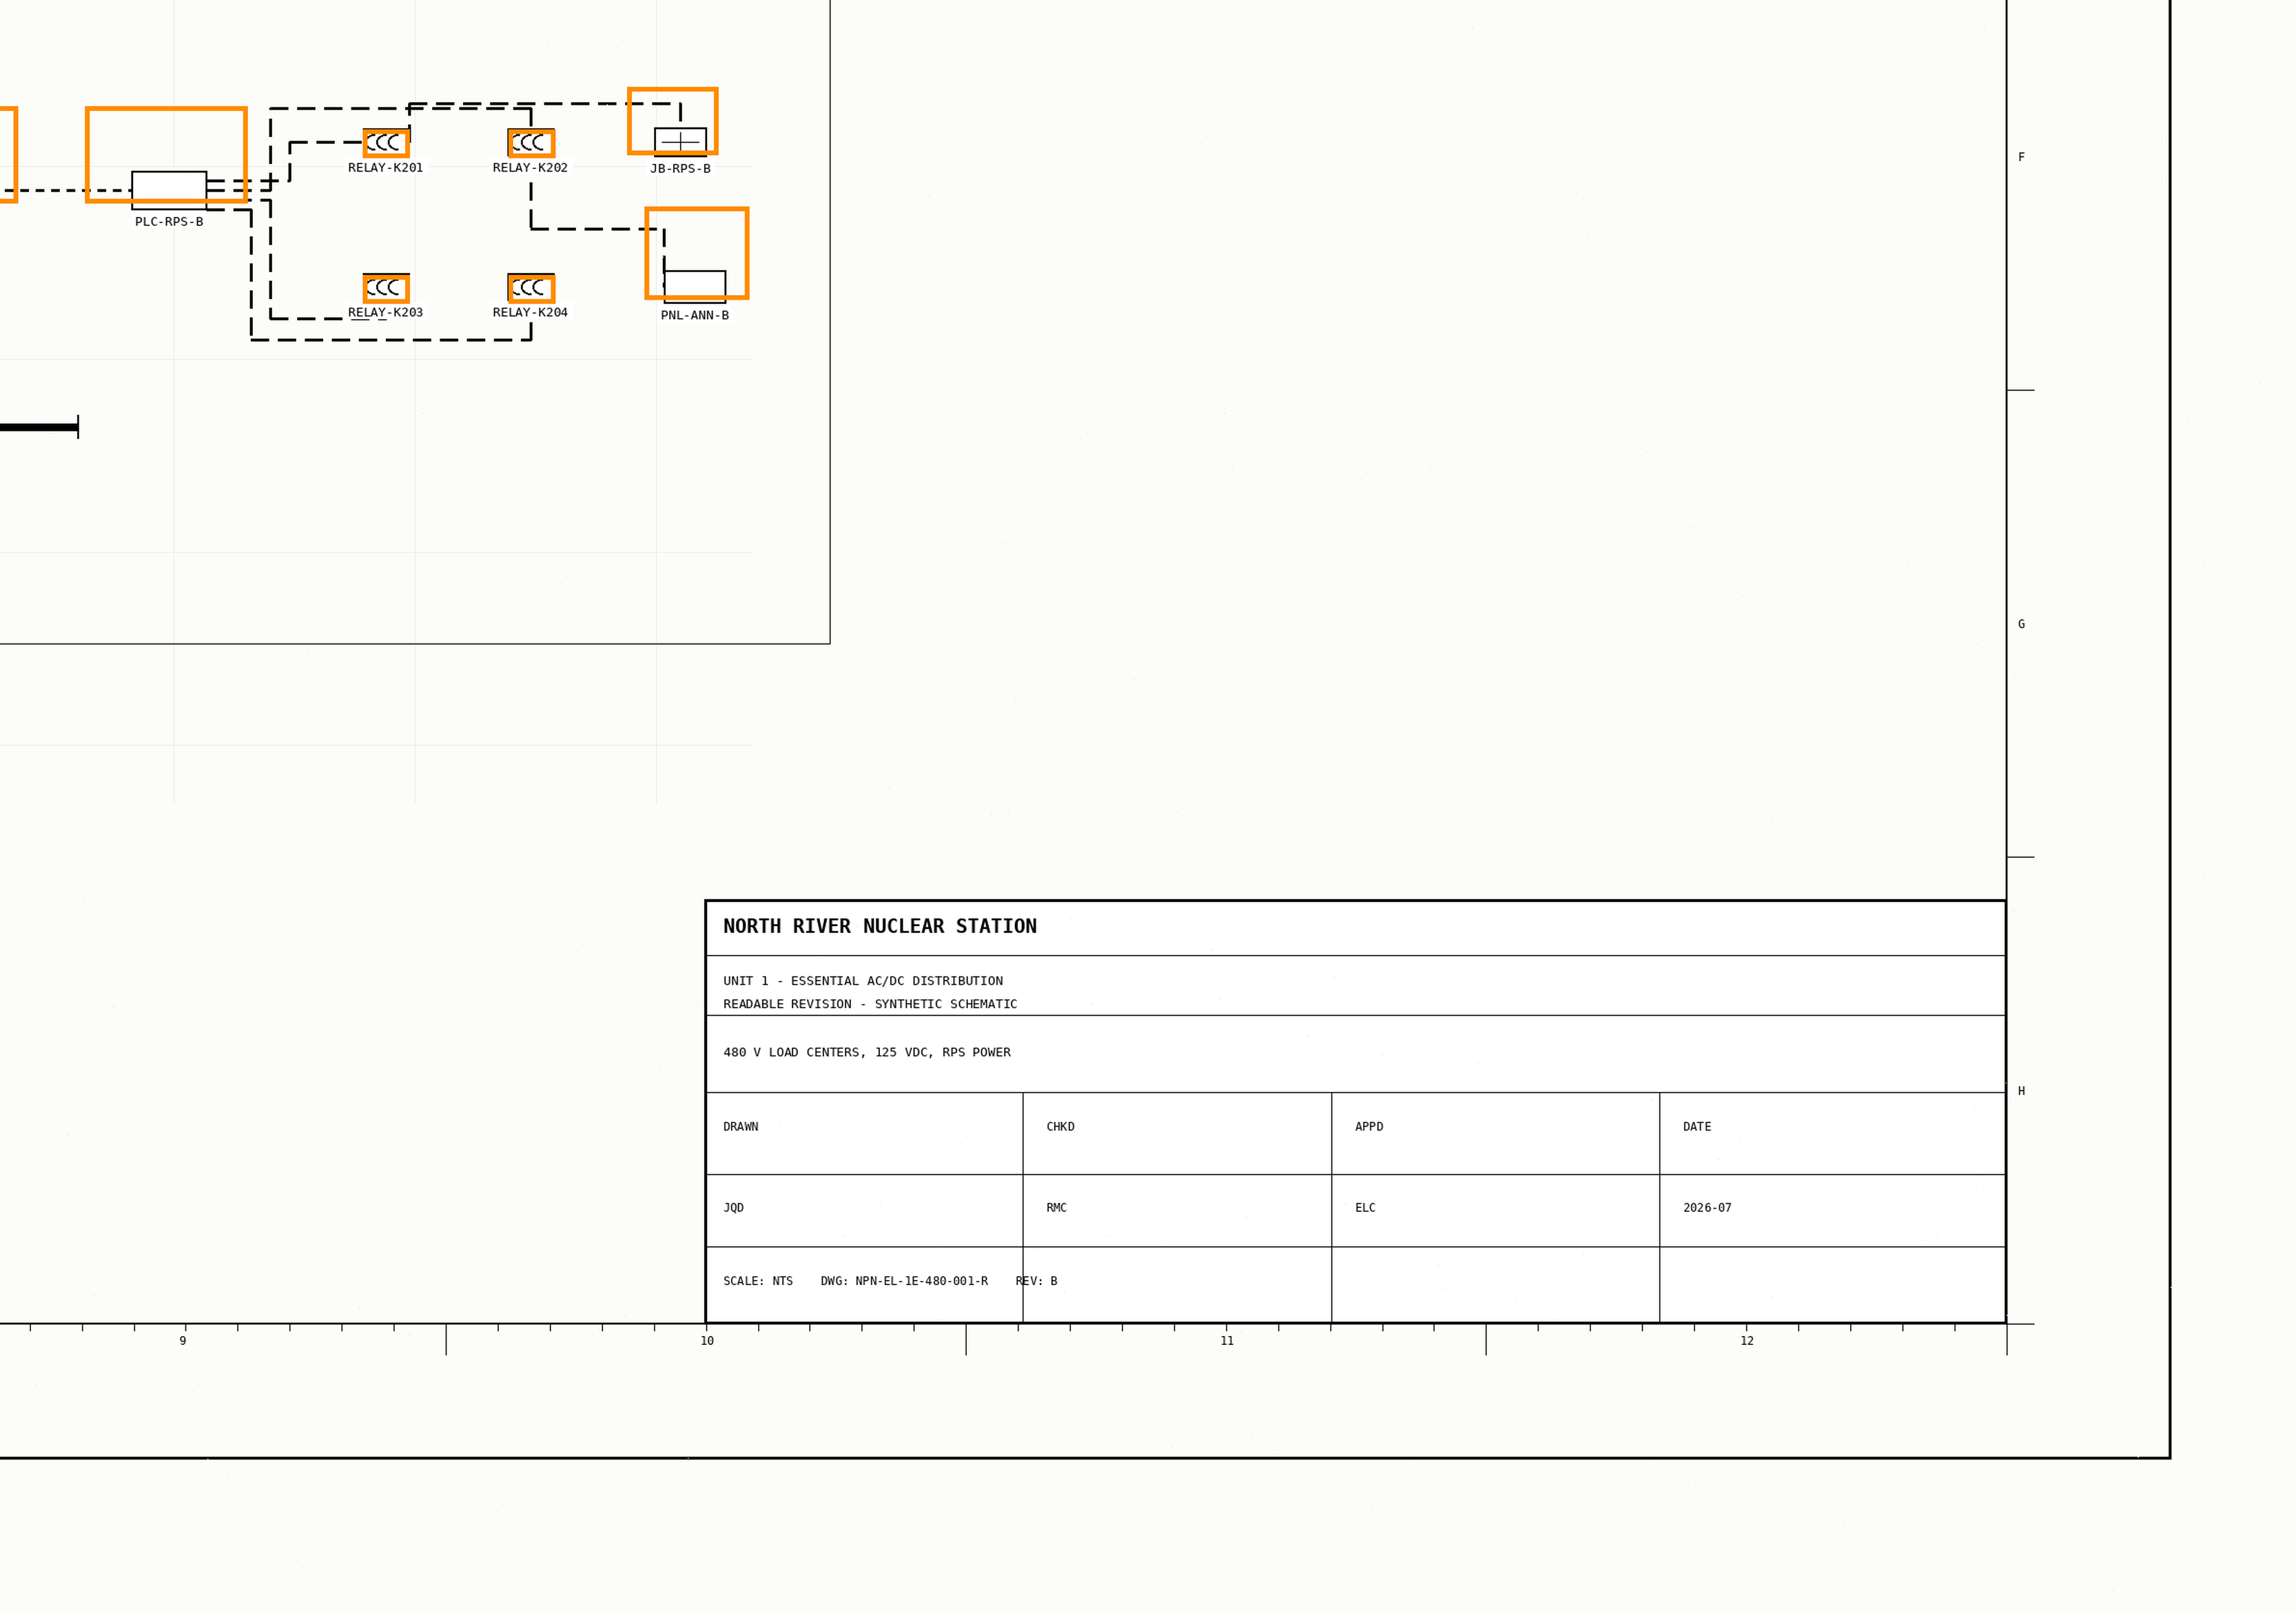 F
RELAY-K201
RELAY-K202
JB-RPS-B
PLC-RPS-B
RELAY-K203
RELAY-K204
PNL-ANN-B
G
NORTH RIVER NUCLEAR STATION
UNIT 1 - ESSENTIAL AC/DC DISTRIBUTION
READABLE REVISION - SYNTHETIC SCHEMATIC
480 V LOAD CENTERS, 125 VDC, RPS POWER
H
DRAWN CHKD APPD DATE
JQD RMC ELC 2026-07
SCALE: NTS DWG: NPN-EL-1E-480-001-R REV: B
9 10 11 12